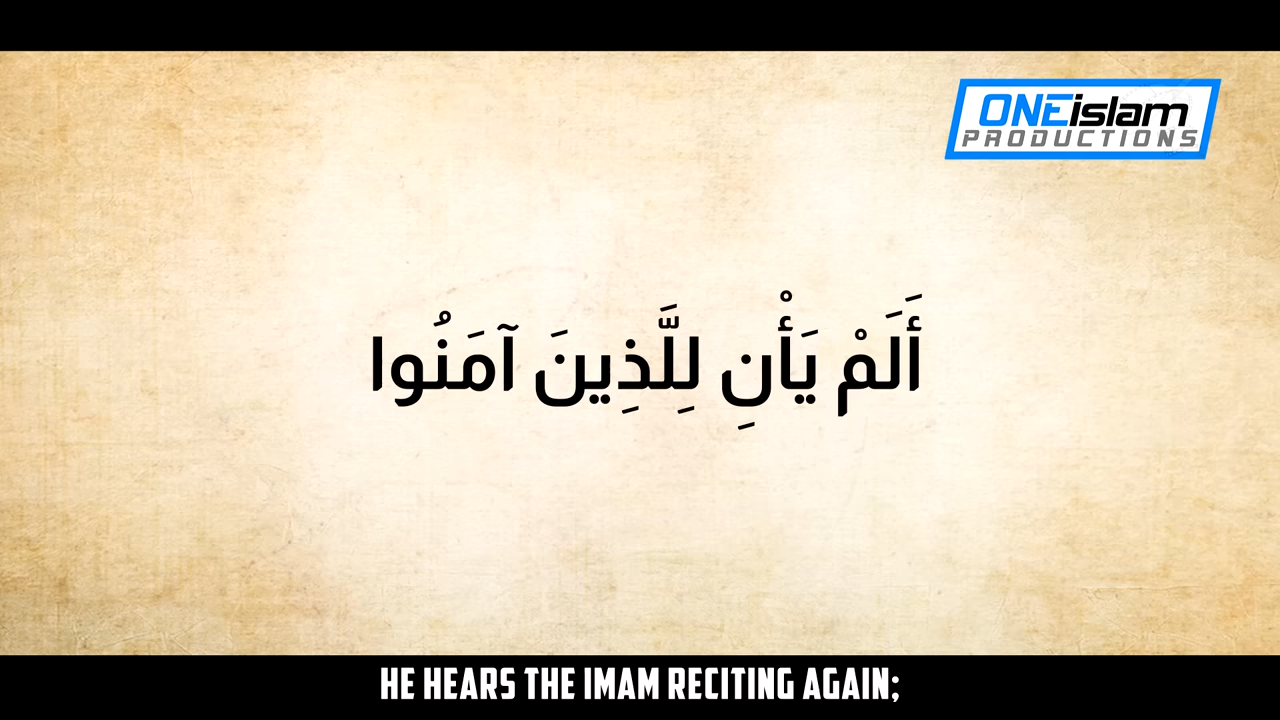 ONEislam
PRODUCTIONS
أَلَمْ يَأْنِ لِلَّذِينَ آمَنُوا
HE HEARS THE IMAM RECITING AGAIN;